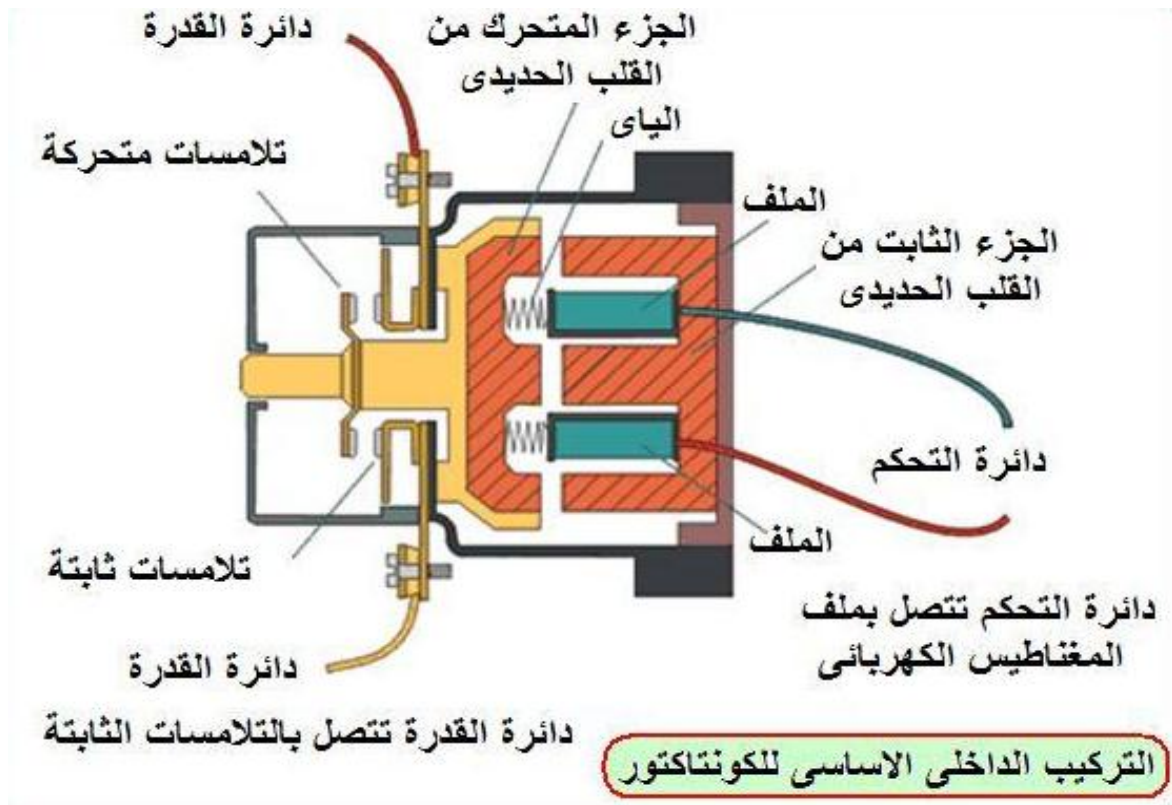 دائرة القدرة
الجزء المتحرك من
القلب الحديدى
الياى
تلامسات متحركة
الملف
الجزء الثابت من
القلب الحديدى
دائرة التحكم
الملف
تلامسات ثابتة
دائرة التحكم تتصل بملف
المغناطيس الكهربائى
دائرة القدرة
دائرة القدرة تتصل بالتلامسات الثابتة
التركيب الداخلى الاساسى للكونتاكتور